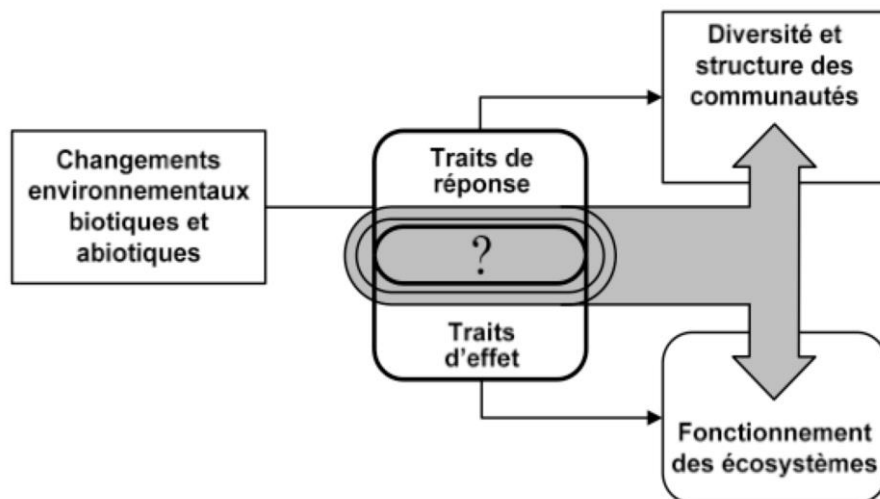 Changements
environnementaux
biotiques et
abiotiques
Traits de
réponse
?
Traits
d'effet
Diversité et
structure des
communautés
Fonctionnement
des écosystèmes